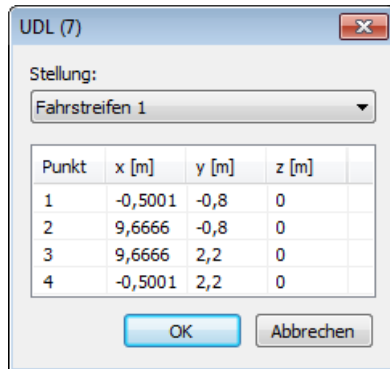 UDL (7)
Stellung:
Fahrstreifen 1
Punkt x [m] y [m] z [m]
1 -0,5001 -0,8 0
2 9,6666 -0,8 0
3 9,6666 2,2 0
4 -0,5001 2,2 0
OK Abbrechen